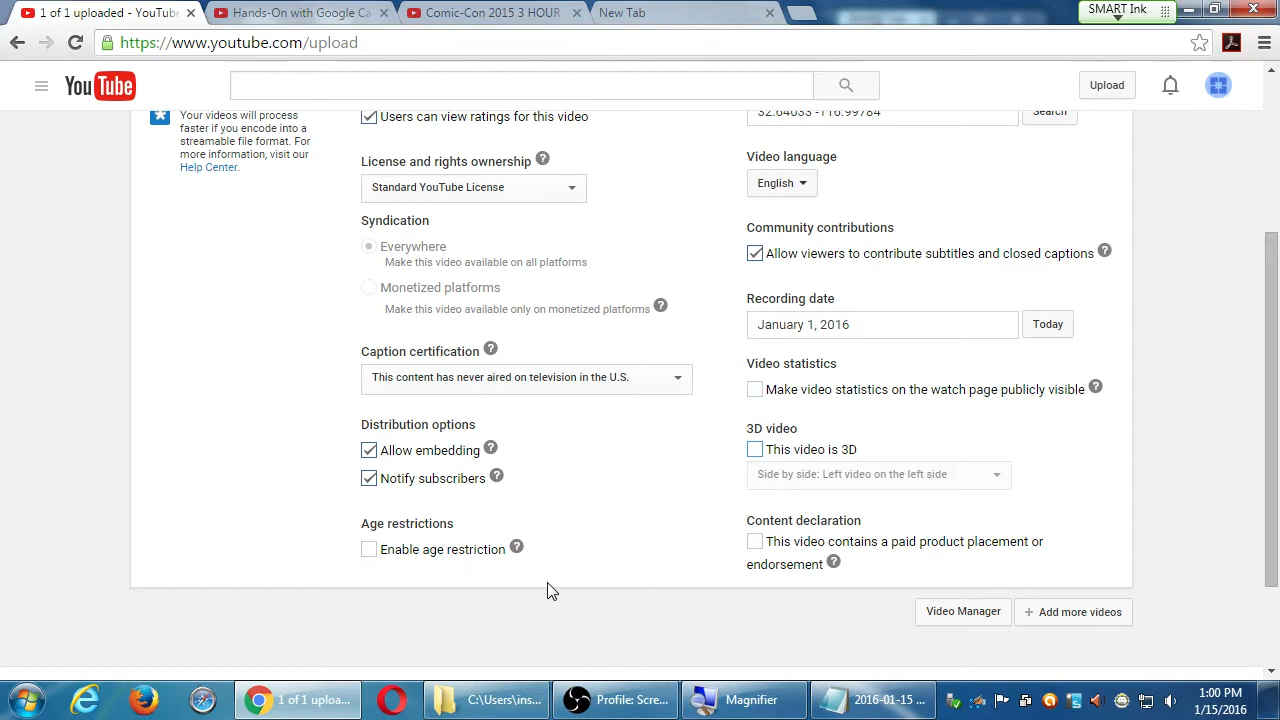 1 of 1 uploaded - YouTube
Hands-On with Google Ca
Comic-Con 2015 3 HOUR
New Tab
SMART Ink
https://www.youtube.com/upload
YouTube
Upload
Your videos will process
faster if you encode into a
streamable file format. For
more information, visit our
Help Center.
Users can view ratings for this video
License and rights ownership ?
Standard YouTube License
Syndication
Everywhere
Make this video available on all platforms
Monetized platforms
Make this video available only on monetized platforms ?
Caption certification ?
This content has never aired on television in the U.S.
Distribution options
Allow embedding ?
Notify subscribers ?
Age restrictions
Enable age restriction ?
32.64033 -116.99784
Search
Video language
English
Community contributions
Allow viewers to contribute subtitles and closed captions ?
Recording date
January 1, 2016
Today
Video statistics
Make video statistics on the watch page publicly visible ?
3D video
This video is 3D
Side by side: Left video on the left side
Content declaration
This video contains a paid product placement or
endorsement ?
Video Manager
+ Add more videos
1 of 1 uploa...
C:\Users\ins...
Profile: Scre...
Magnifier
2016-01-15 ...
1:00 PM
1/15/2016